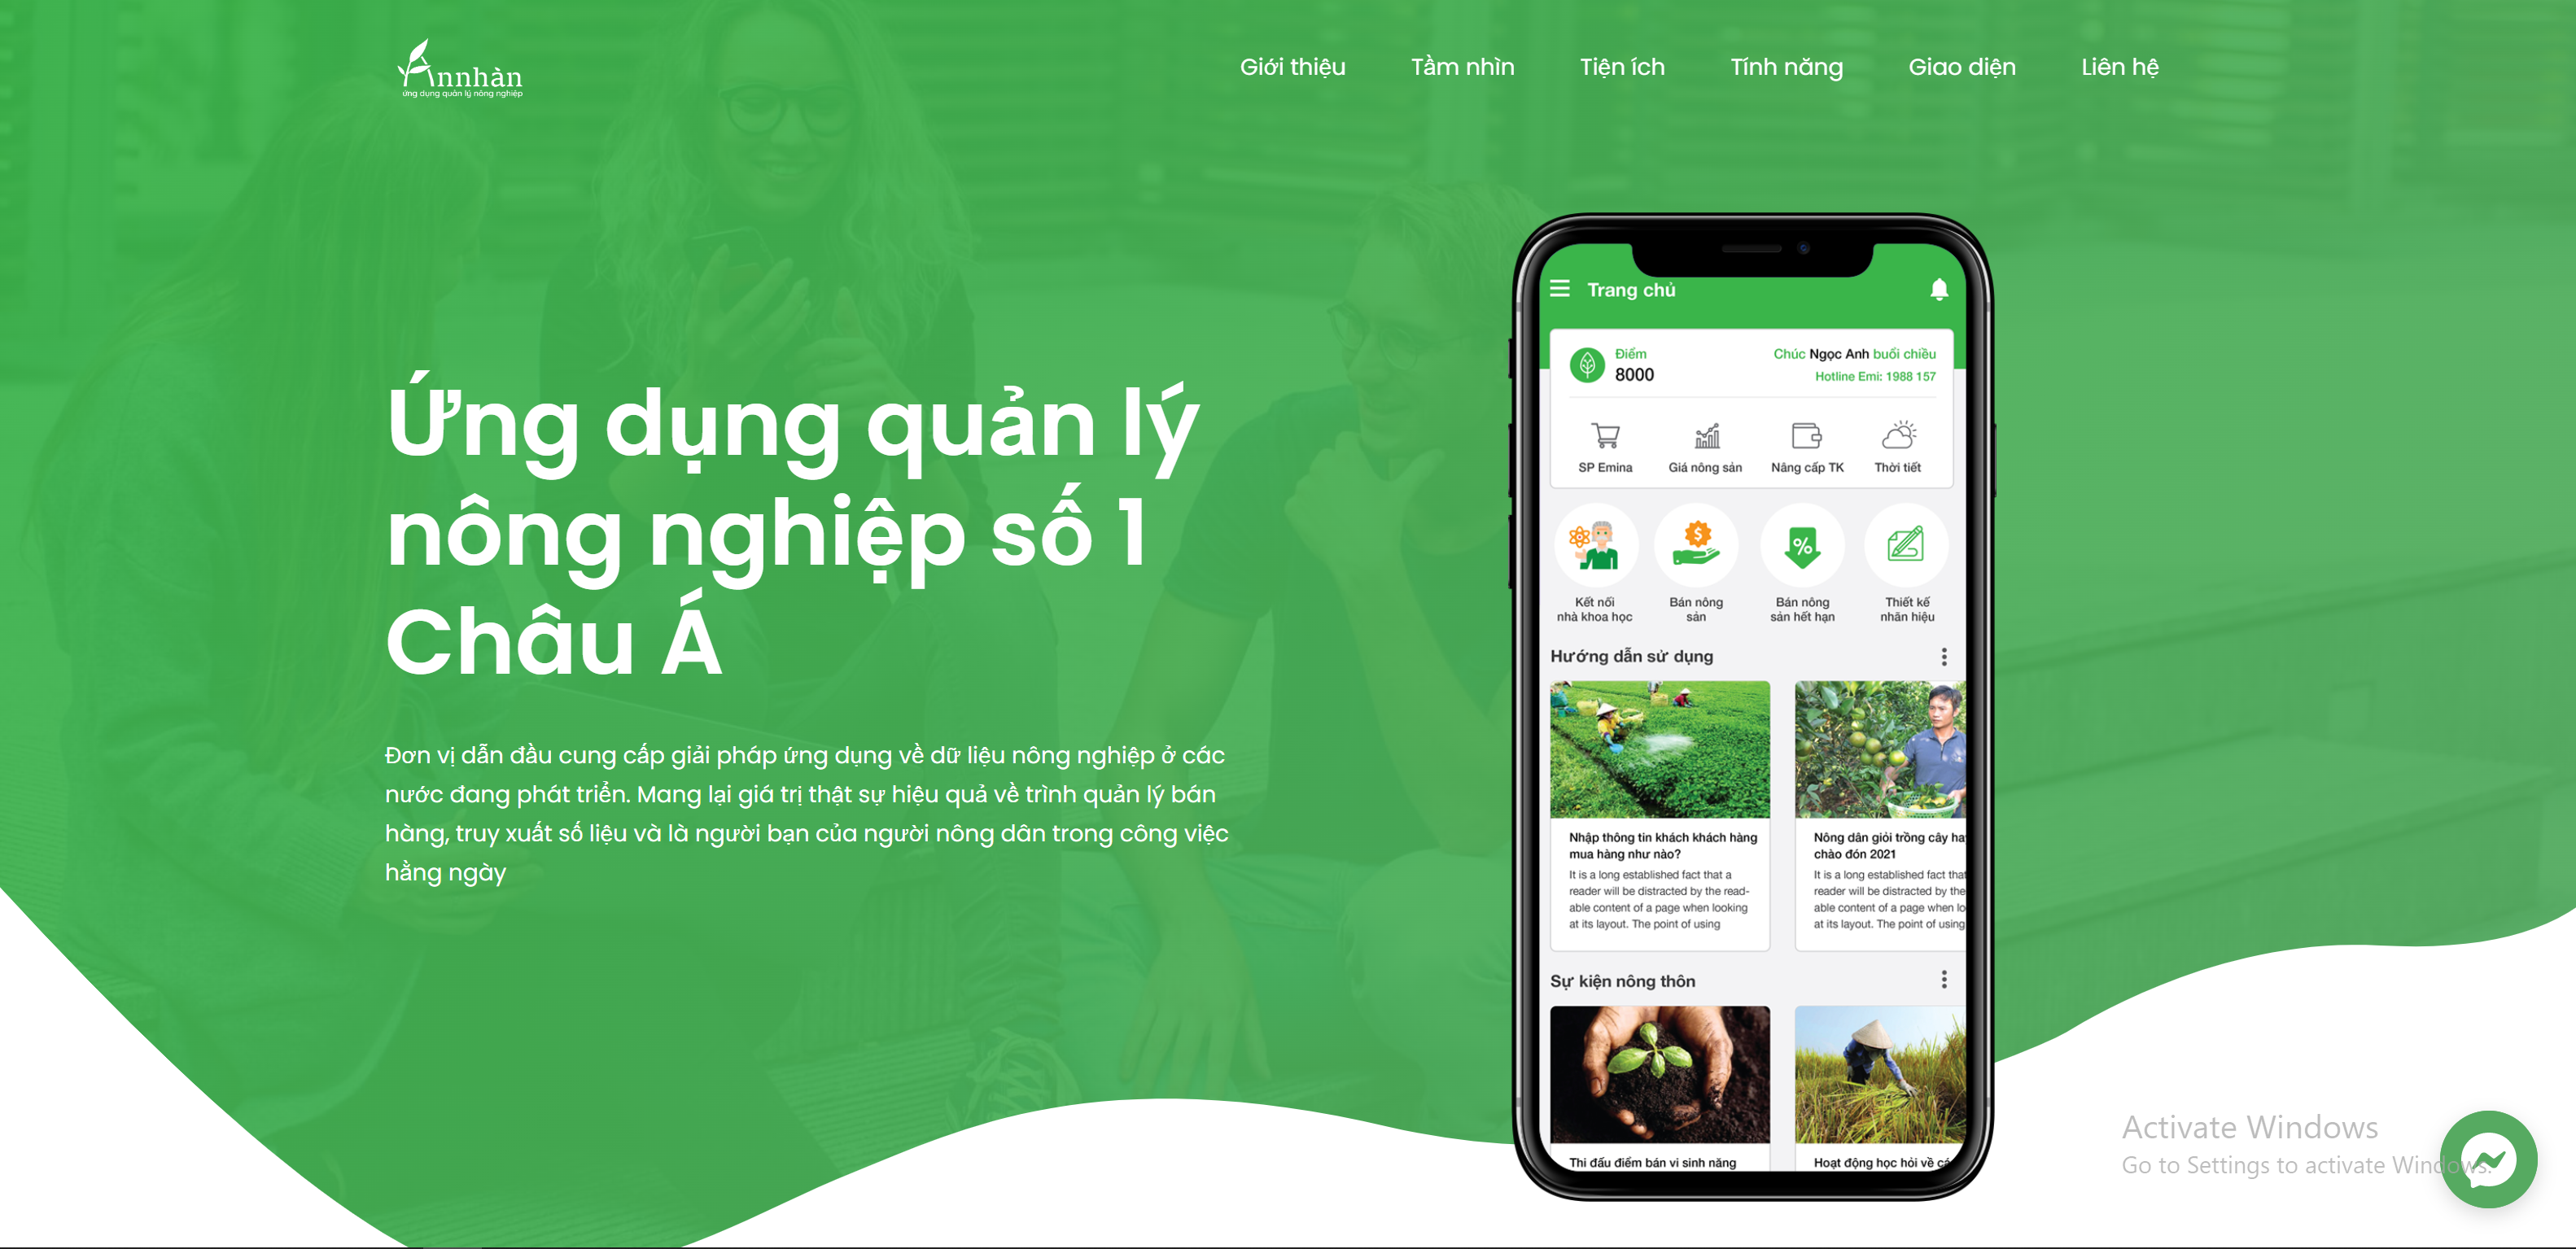 Annhàn
ứng dụng quản lý nông nghiệp
Giới thiệu
Tầm nhìn
Tiện ích
Tính năng
Giao diện
Liên hệ
Ứng dụng quản lý
nông nghiệp số 1
Châu Á
Đơn vị dẫn đầu cung cấp giải pháp ứng dụng về dữ liệu nông nghiệp ở các
nước đang phát triển. Mang lại giá trị thật sự hiệu quả về trình quản lý bán
hàng, truy xuất số liệu và là người bạn của người nông dân trong công việc
hằng ngày
Trang chủ
Điểm
8000
Chúc Ngọc Anh buổi chiều
Hotline Emi: 1988 157
SP Emina
Giá nông sản
Nâng cấp TK
Thời tiết
Kết nối
nhà khoa học
Bán nông
sản
Bán nông
sản hết hạn
Thiết kế
nhãn hiệu
Hướng dẫn sử dụng
Nhập thông tin khách khách hàng
mua hàng như nào?
It is a long established fact that a
reader will be distracted by the read-
able content of a page when looking
at its layout. The point of using
Nông dân giỏi trồng cây ha
chào đón 2021
It is a long established fact that
reader will be distracted by the
able content of a page when lo
at its layout. The point of using
Sự kiện nông thôn
Thi đấu điểm bán vi sinh năng
Hoạt động học hỏi về cá
Activate Windows
Go to Settings to activate Windows.
%
$